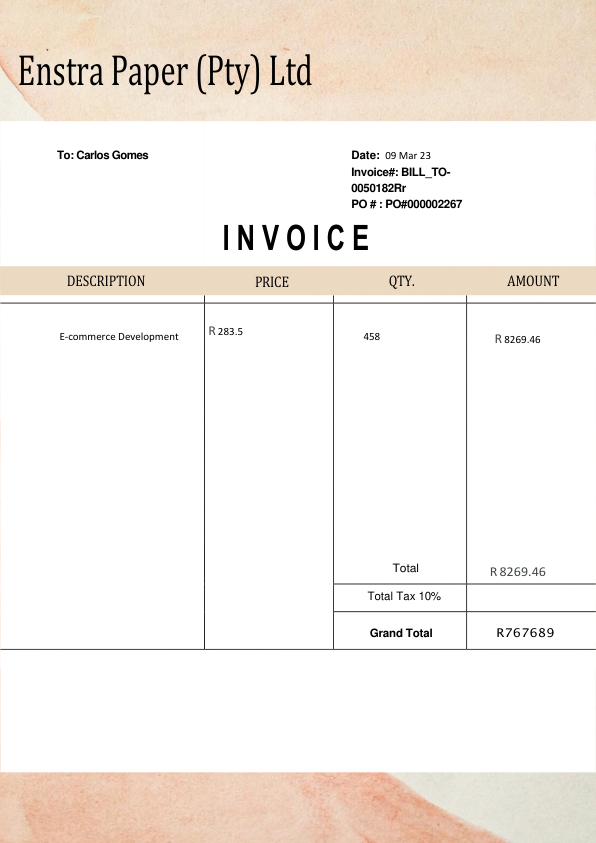 Enstra Paper (Pty) Ltd
To: Carlos Gomes
Date: 09 Mar 23
Invoice#: BILL_TO-
0050182Rr
PO # : PO#000002267
INVOICE
DESCRIPTION PRICE QTY. AMOUNT
E-commerce Development R 283.5 458 R 8269.46
Total R 8269.46
Total Tax 10%
Grand Total R767689